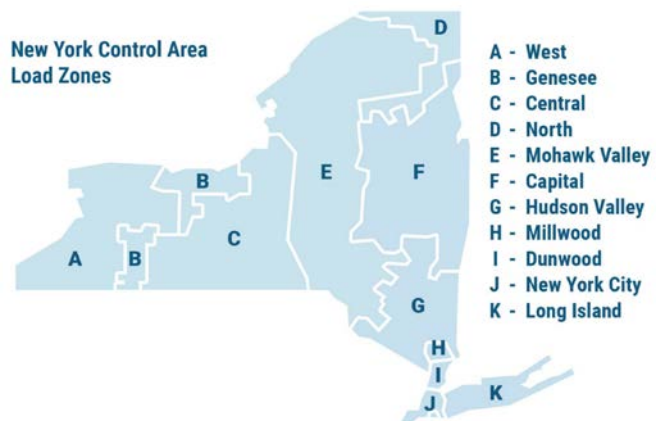 New York Control Area
Load Zones
D
A - West
B - Genesee
C - Central
D - North
E - Mohawk Valley
F - Capital
G - Hudson Valley
H - Millwood
I - Dunwood
J - New York City
K - Long Island
B
E
F
C
A
B
G
H
I
J
K